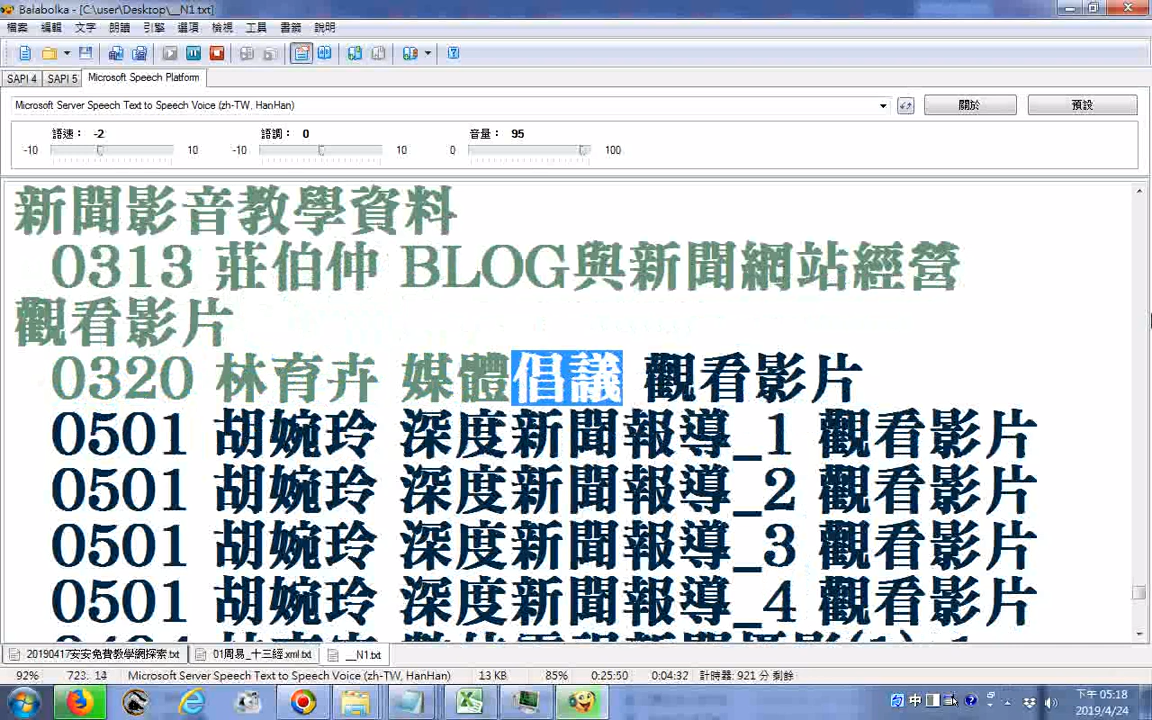 Balabolka - [C:\user\Desktop\__N1.txt]
檔案 編輯 文字 朗讀 引擎 選項 檢視 工具 書籤 說明
SAPI 4 SAPI 5 Microsoft Speech Platform
Microsoft Server Speech Text to Speech Voice (zh-TW, HanHan) 關於 預設
語速： -2 語調： 0 音量： 95
-10 10 -10 10 0 100
新聞影音教學資料
0313 莊伯仲 BLOG與新聞網站經營
觀看影片
0320 林育卉 媒體倡議 觀看影片
0501 胡婉玲 深度新聞報導_1 觀看影片
0501 胡婉玲 深度新聞報導_2 觀看影片
0501 胡婉玲 深度新聞報導_3 觀看影片
0501 胡婉玲 深度新聞報導_4 觀看影片
20190417安安免費教學網探索.txt 01周易_十三經.xml.txt __N1.txt
92% 723: 14 Microsoft Server Speech Text to Speech Voice (zh-TW, HanHan) 13 KB 85% 0:25:50 0:04:32 計時器: 921 分 剩餘
中 下午 05:18
2019/4/24